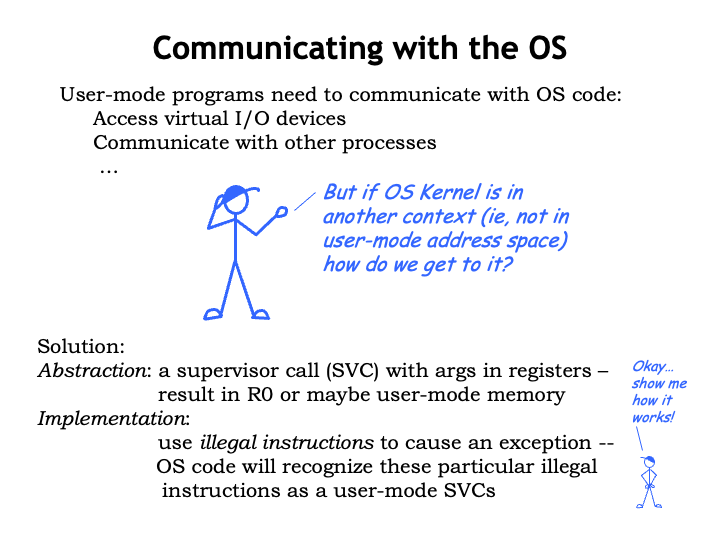 Communicating with the OS
User-mode programs need to communicate with OS code:
Access virtual I/O devices
Communicate with other processes
…
But if OS Kernel is in
another context (ie, not in
user-mode address space)
how do we get to it?
Solution:
Abstraction: a supervisor call (SVC) with args in registers –
result in R0 or maybe user-mode memory
Implementation:
use illegal instructions to cause an exception --
OS code will recognize these particular illegal
instructions as a user-mode SVCs
Okay…
show me
how it
works!